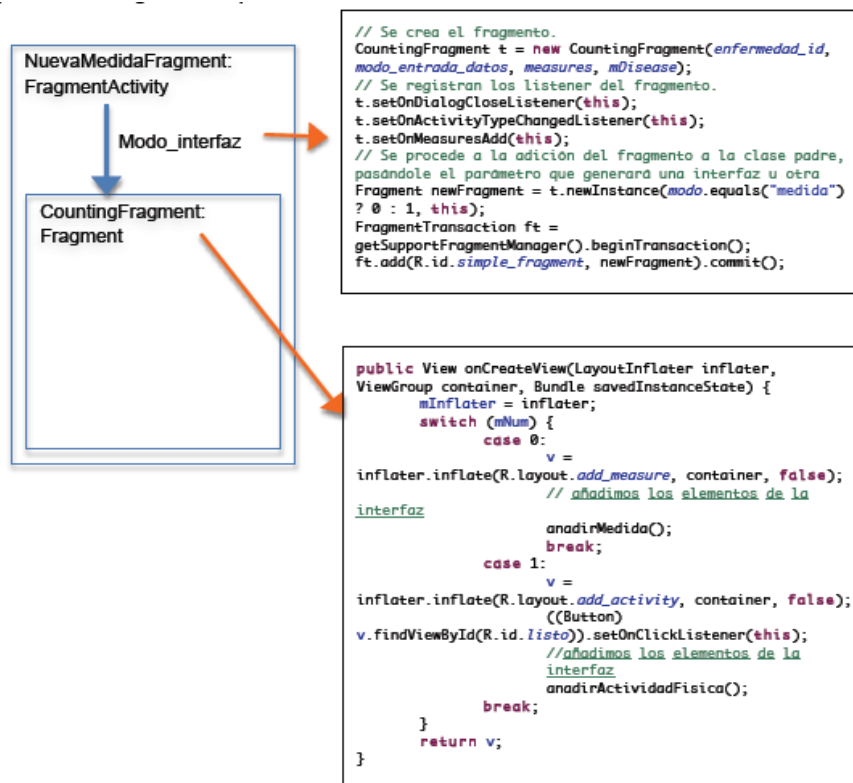 NuevaMedidaFragment:
FragmentActivity
Modo_interfaz
CountingFragment:
Fragment
// Se crea el fragmento.
CountingFragment t = new CountingFragment(enfermedad_id,
modo_entrada_datos, measures, mDisease);
// Se registran los listener del fragmento.
t.setOnDialogCloseListener(this);
t.setOnActivityTypeChangedListener(this);
t.setOnMeasuresAdd(this);
// Se procede a la adición del fragmento a la clase padre,
pasándole el parámetro que generará una interfaz u otra
Fragment newFragment = t.newInstance(modo.equals("medida")
? 0 : 1, this);
FragmentTransaction ft =
getSupportFragmentManager().beginTransaction();
ft.add(R.id.simple_fragment, newFragment).commit();
public View onCreateView(LayoutInflater inflater,
ViewGroup container, Bundle savedInstanceState) {
mInflater = inflater;
switch (mNum) {
case 0:
v =
inflater.inflate(R.layout.add_measure, container, false);
// añadimos los elementos de la
interfaz
anadirMedida();
break;
case 1:
v =
inflater.inflate(R.layout.add_activity, container, false);
((Button)
v.findViewById(R.id.listo)).setOnClickListener(this);
//añadimos los elementos de la
interfaz
anadirActividadFisica();
break;
}
return v;
}